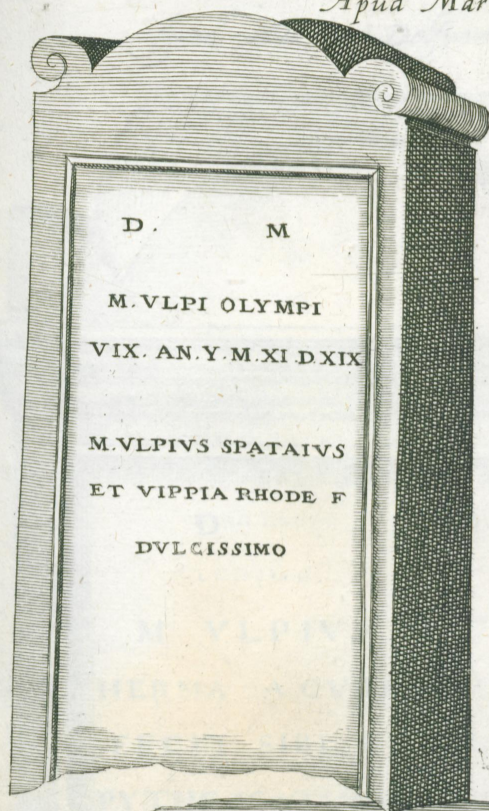 Apud Mar
D. M
M. VLPI OLYMPI
VIX. AN. Y. M. XI. D. XIX
M. VLPIVS SPATAIVS
ET VIPPIA RHODE F
DVLCISSIMO